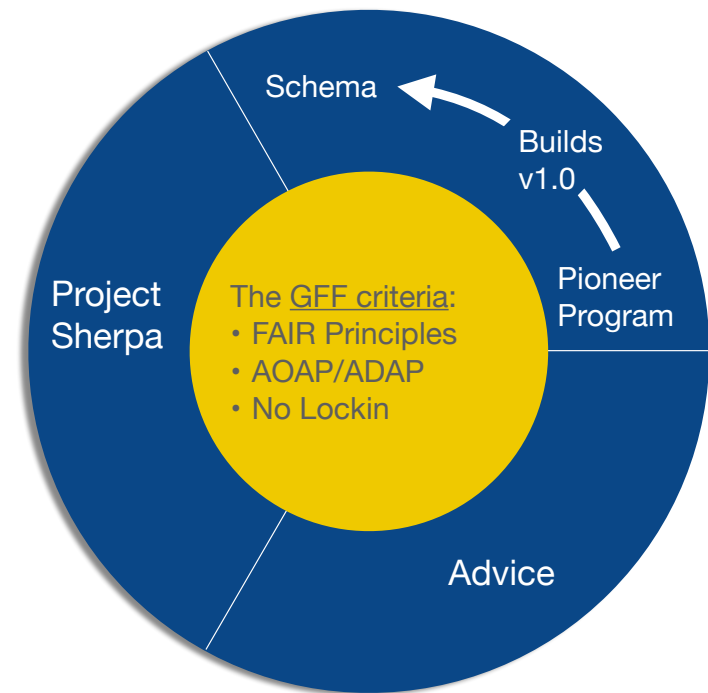 Schema
Builds
v1.0
Pioneer
Program
Project
Sherpa
The GFF criteria:
• FAIR Principles
• AOAP/ADAP
• No Lockin
Advice